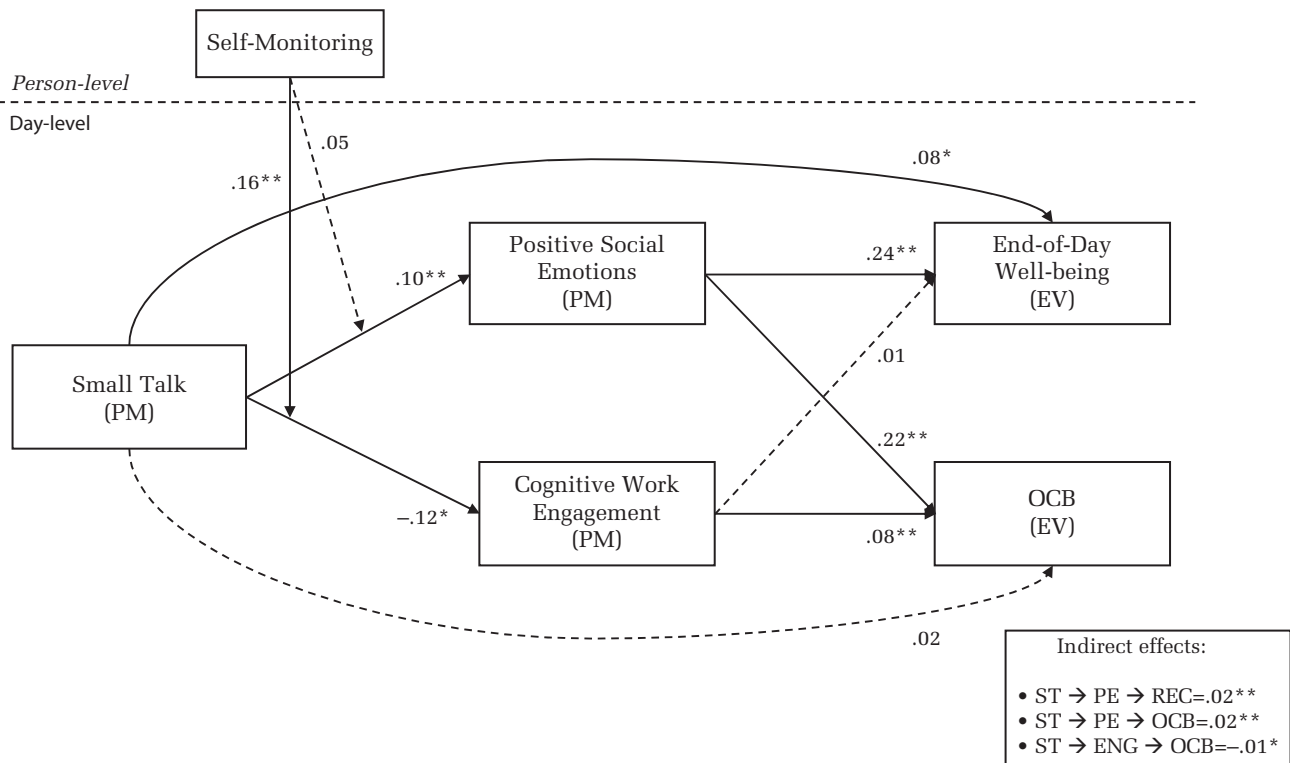 Self-Monitoring
Person-level
Day-level
.05
.08*
.16**
Positive Social
Emotions
(PM)
.24**
End-of-Day
Well-being
(EV)
.10**
.01
Small Talk
(PM)
.22**
Cognitive Work
Engagement
(PM)
–.12*
.08**
OCB
(EV)
.02
Indirect effects:
• ST → PE → REC=.02**
• ST → PE → OCB=.02**
• ST → ENG → OCB=–.01*